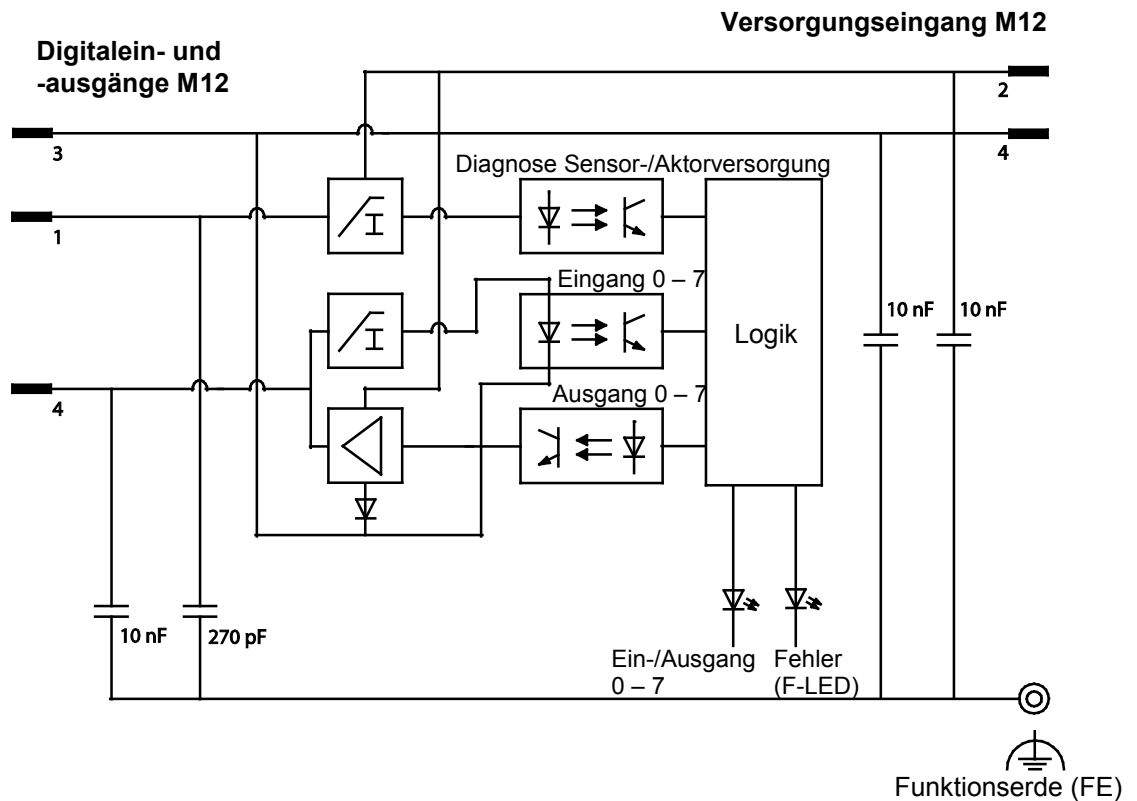 Versorgungseingang M12
Digitalein- und
-ausgänge M12
2
3
4
Diagnose Sensor-/Aktorversorgung
1
Eingang 0 – 7
10 nF
10 nF
Logik
4
Ausgang 0 – 7
10 nF
270 pF
Ein-/Ausgang
0 – 7
Fehler
(F-LED)
Funktionserde (FE)